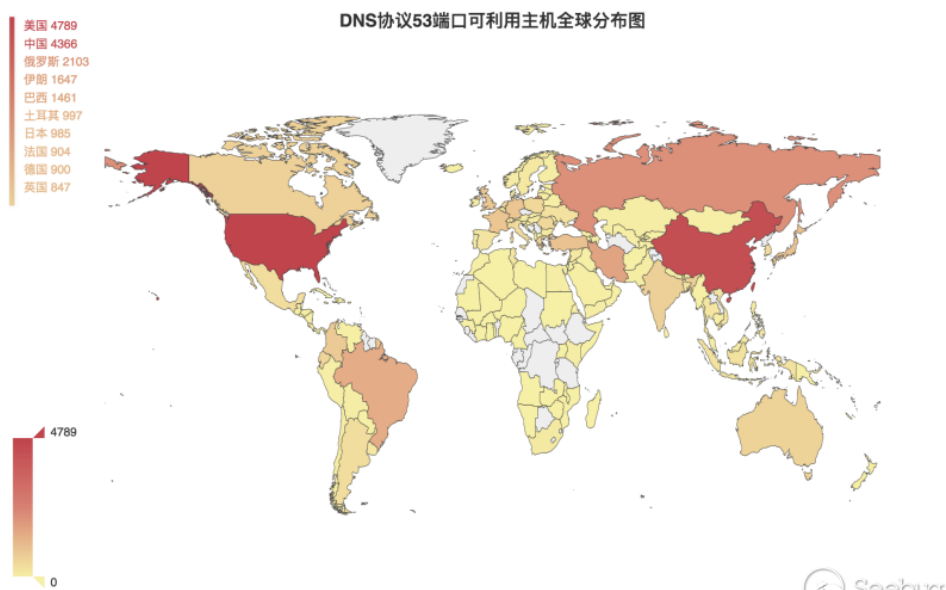 DNS协议53端口可利用主机全球分布图
美国 4789
中国 4366
俄罗斯 2103
伊朗 1647
巴西 1461
土耳其 997
日本 985
法国 904
德国 900
英国 847
4789
0